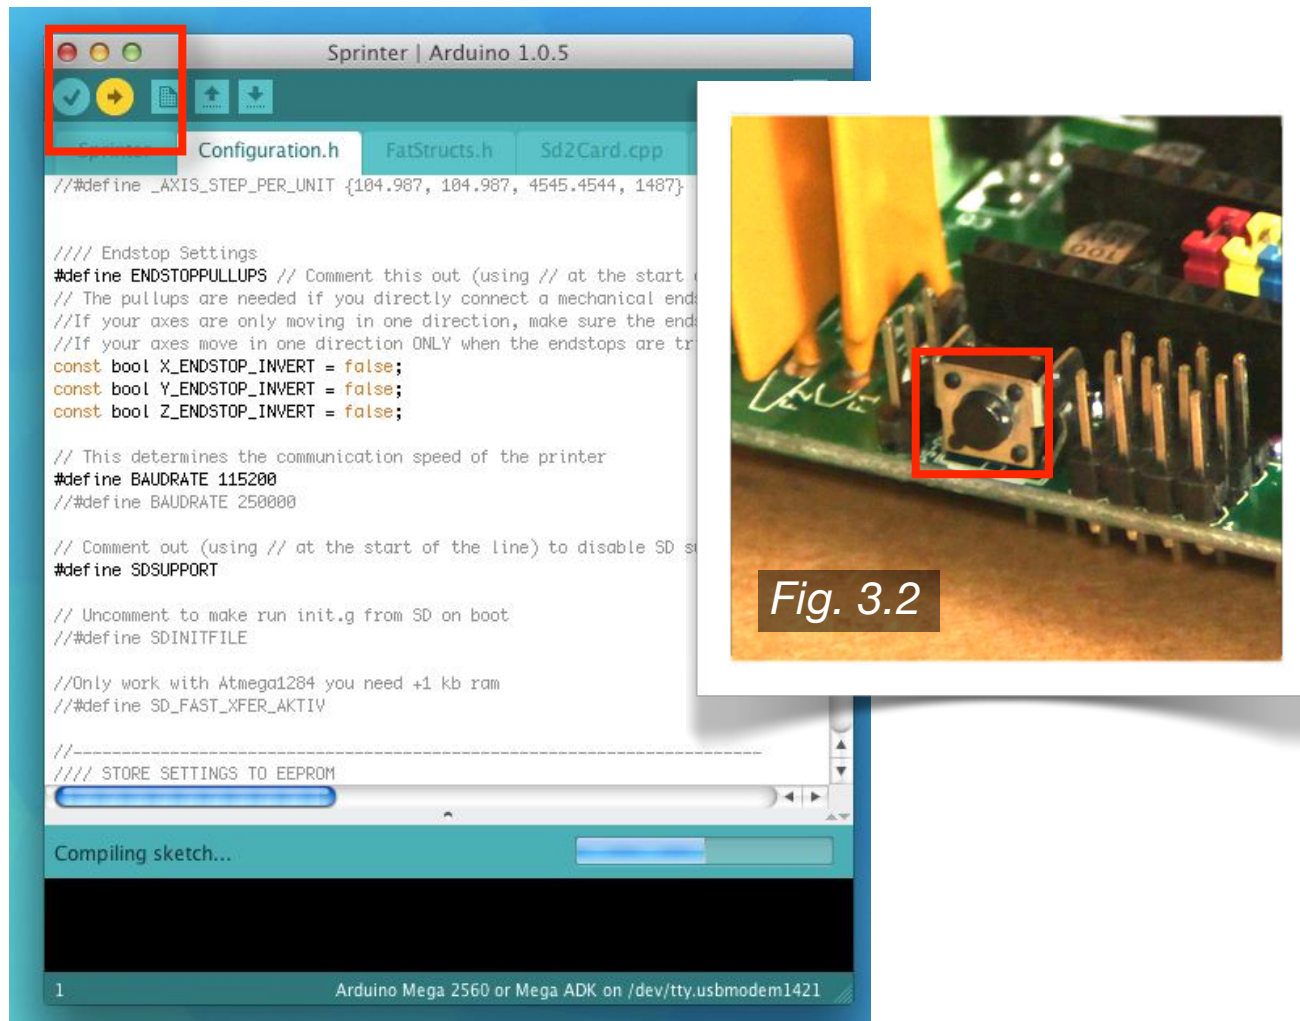 Sprinter | Arduino 1.0.5
Sprinter Configuration.h FatStructs.h Sd2Card.cpp
//#define _AXIS_STEP_PER_UNIT {104.987, 104.987, 4545.4544, 1487}
//// Endstop Settings
#define ENDSTOPPULLUPS // Comment this out (using // at the start
// The pullups are needed if you directly connect a mechanical
//If your axes are only moving in one direction, make sure the
//If your axes move in one direction ONLY when the endstops are
const bool X_ENDSTOP_INVERT = false;
const bool Y_ENDSTOP_INVERT = false;
const bool Z_ENDSTOP_INVERT = false;
// This determines the communication speed of the printer
#define BAUDRATE 115200
//#define BAUDRATE 250000
// Comment out (using // at the start of the line) to disable SD
#define SDSUPPORT
// Uncomment to make run init.g from SD on boot
//#define SDINITFILE
//Only work with Atmega1284 you need +1 kb ram
//#define SD_FAST_XFER_AKTIV
//-----------------------------------------------------------------------
//// STORE SETTINGS TO EEPROM
Compiling sketch...
1 Arduino Mega 2560 or Mega ADK on /dev/tty.usbmodem1421
Fig. 3.2